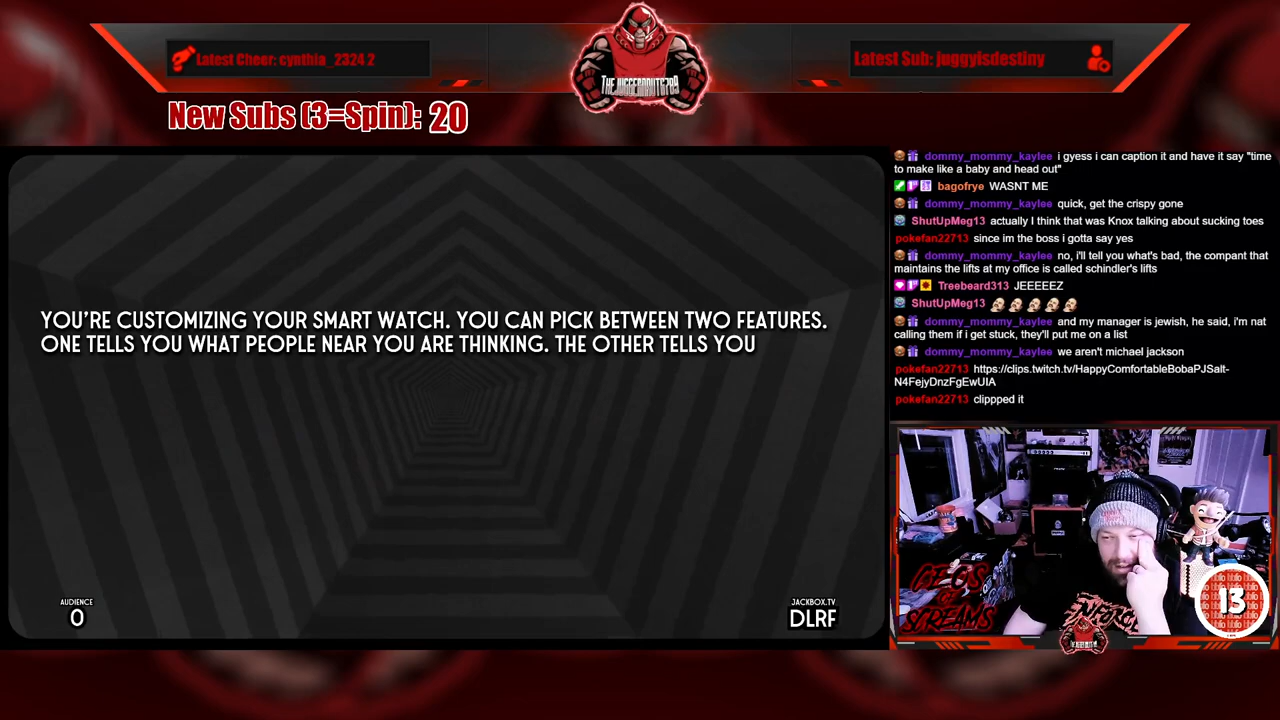 Latest Cheer: cynthia_2324 2
THEJUGGERNAUT6789
Latest Sub: juggyisdestiny
New Subs (3=Spin): 20
YOU'RE CUSTOMIZING YOUR SMART WATCH. YOU CAN PICK BETWEEN TWO FEATURES.
ONE TELLS YOU WHAT PEOPLE NEAR YOU ARE THINKING. THE OTHER TELLS YOU
AUDIENCE
0
JACKBOX.TV
DLRF
dommy_mommy_kaylee i gyess i can caption it and have it say "time
to make like a baby and head out"
bagofrye WASNT ME
dommy_mommy_kaylee quick, get the crispy gone
ShutUpMeg13 actually I think that was Knox talking about sucking toes
pokefan22713 since im the boss i gotta say yes
dommy_mommy_kaylee no, i'll tell you what's bad, the compant that
maintains the lifts at my office is called schindler's lifts
Treebeard313 JEEEEEZ
ShutUpMeg13
dommy_mommy_kaylee and my manager is jewish, he said, i'm nat
calling them if i get stuck, they'll put me on a list
dommy_mommy_kaylee we aren't michael jackson
pokefan22713 https://clips.twitch.tv/HappyComfortableBobaPJSalt-
N4FejyDnzFgEwUIA
pokefan22713 clippped it
STREAMS
13